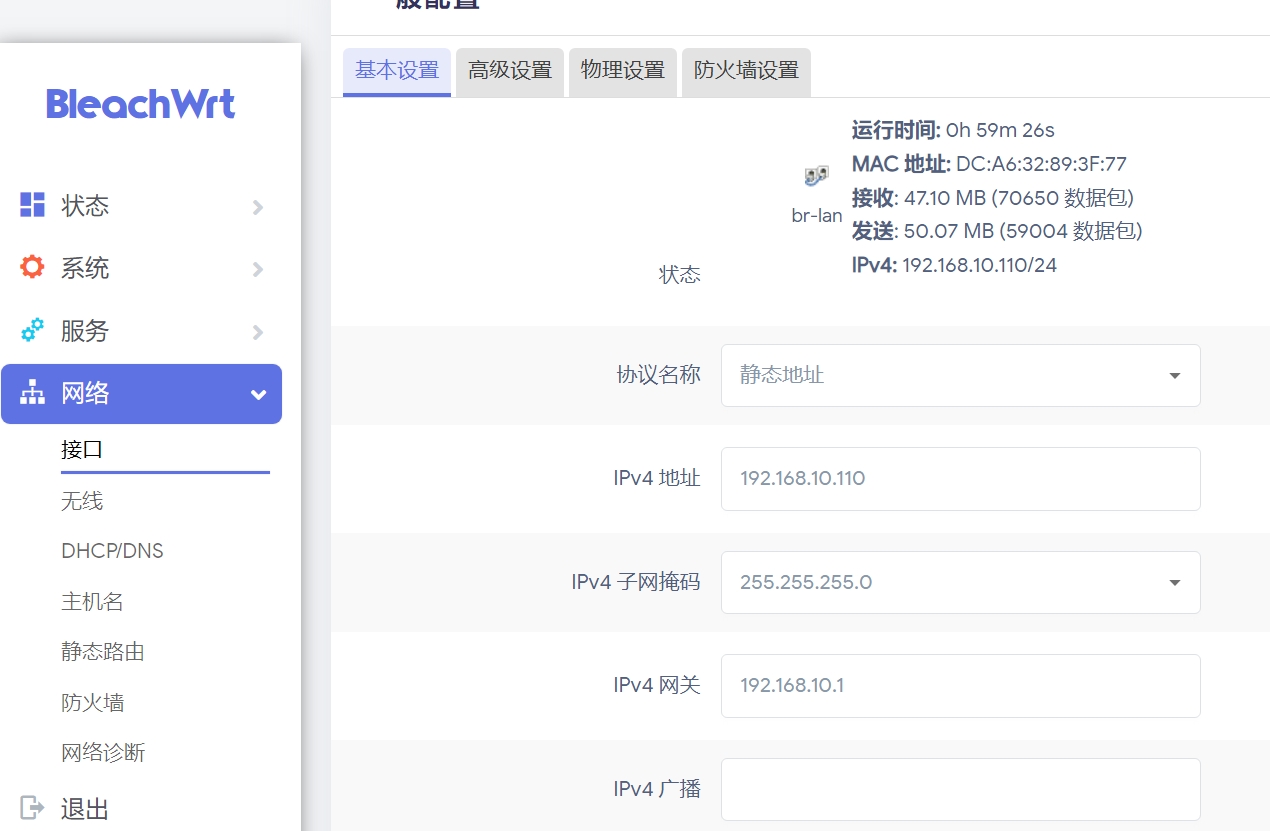 般配置
BleachWrt
状态
系统
服务
网络
接口
无线
DHCP/DNS
主机名
静态路由
防火墙
网络诊断
退出
基本设置
高级设置
物理设置
防火墙设置
状态
br-lan
运行时间: 0h 59m 26s
MAC 地址: DC:A6:32:89:3F:77
接收: 47.10 MB (70650 数据包)
发送: 50.07 MB (59004 数据包)
IPv4: 192.168.10.110/24
协议名称
静态地址
IPv4 地址
192.168.10.110
IPv4 子网掩码
255.255.255.0
IPv4 网关
192.168.10.1
IPv4 广播